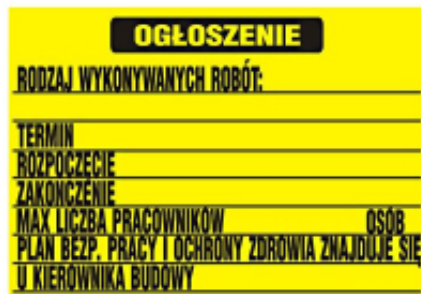 OGŁOSZENIE
RODZAJ WYKONYWANYCH ROBÓT:
TERMIN
ROZPOCZĘCIE
ZAKOŃCZENIE
MAX LICZBA PRACOWNIKÓW OSÓB
PLAN BEZP. PRACY I OCHRONY ZDROWIA ZNAJDUJE SIĘ
U KIEROWNIKA BUDOWY